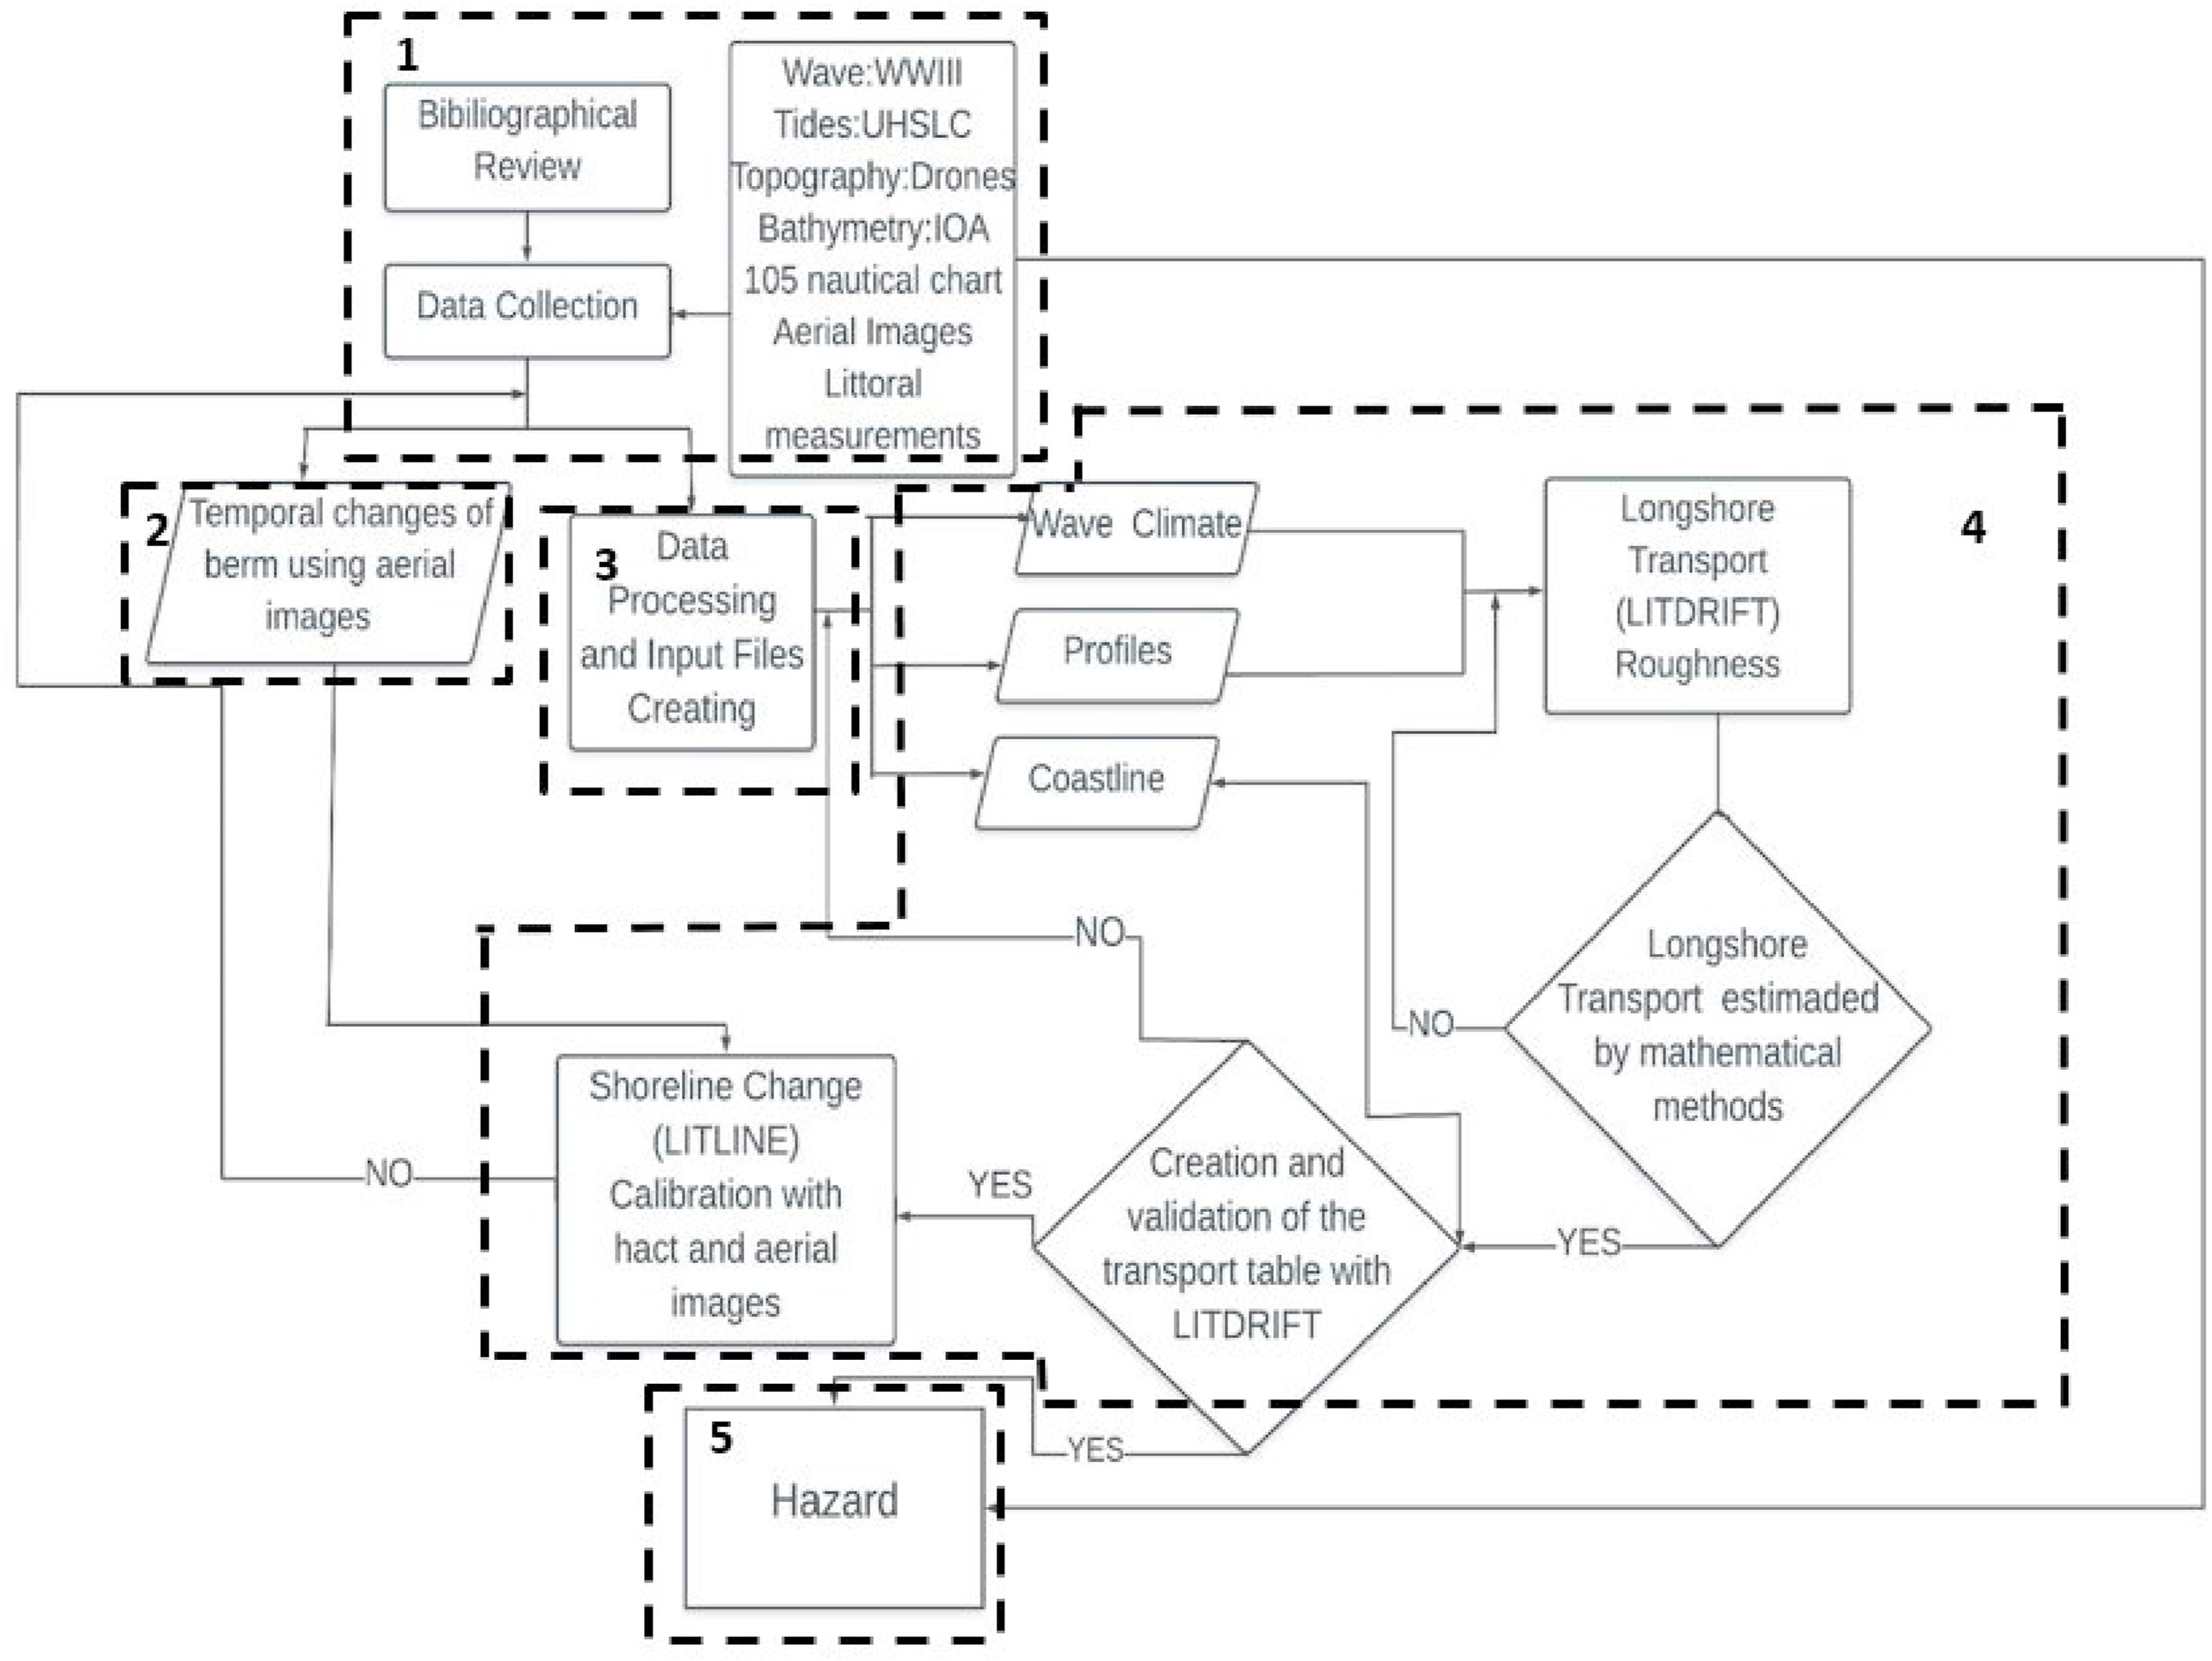 1
Bibiliographical
Review
Data Collection
Wave:WWIII
Tides:UHSLC
Topography:Drones
Bathymetry:IOA
105 nautical chart
Aerial Images
Littoral
measurements
2
Temporal changes of
berm using aerial
images
3
Data
Processing
and Input Files
Creating
Wave Climate
Profiles
Coastline
4
Longshore
Transport
(LITDRIFT)
Roughness
Longshore
Transport estimaded
by mathematical
methods
NO
YES
NO
Creation and
validation of the
transport table with
LITDRIFT
YES
YES
Shoreline Change
(LITLINE)
Calibration with
hact and aerial
images
NO
5
Hazard